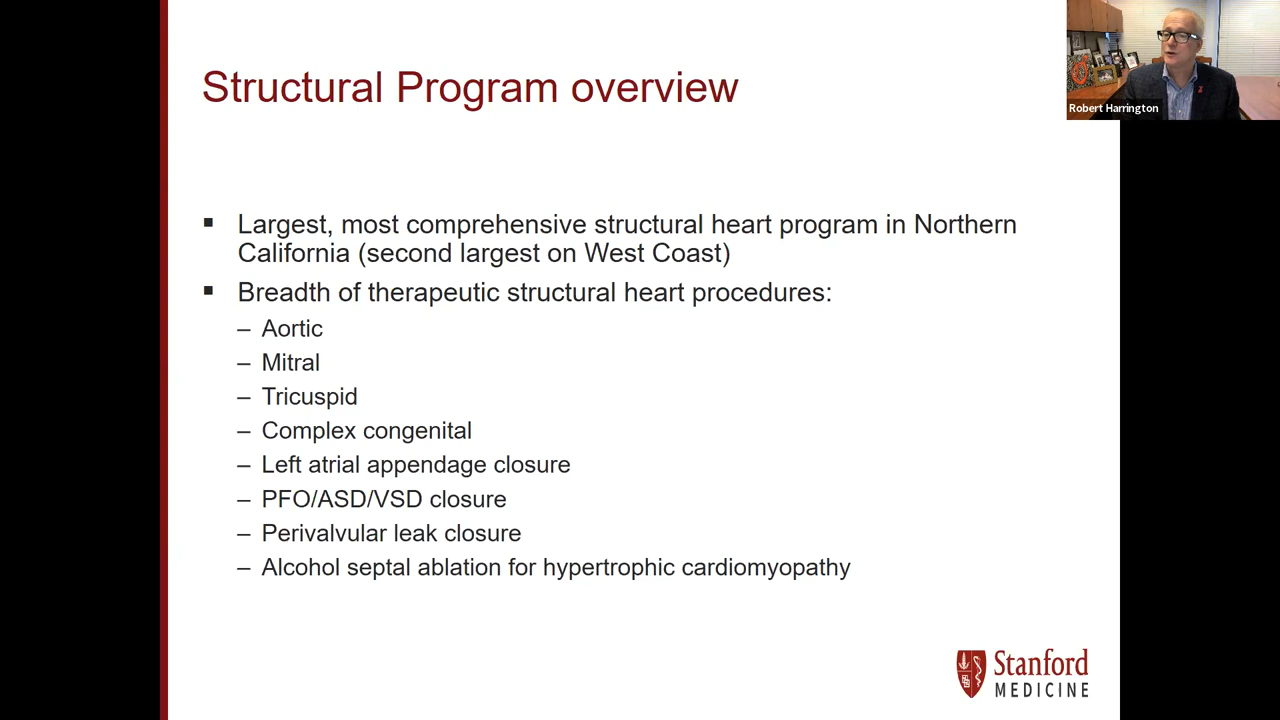 Structural Program overview
Robert Harrington
▪ Largest, most comprehensive structural heart program in Northern
California (second largest on West Coast)
▪ Breadth of therapeutic structural heart procedures:
– Aortic
– Mitral
– Tricuspid
– Complex congenital
– Left atrial appendage closure
– PFO/ASD/VSD closure
– Perivalvular leak closure
– Alcohol septal ablation for hypertrophic cardiomyopathy
Stanford
MEDICINE